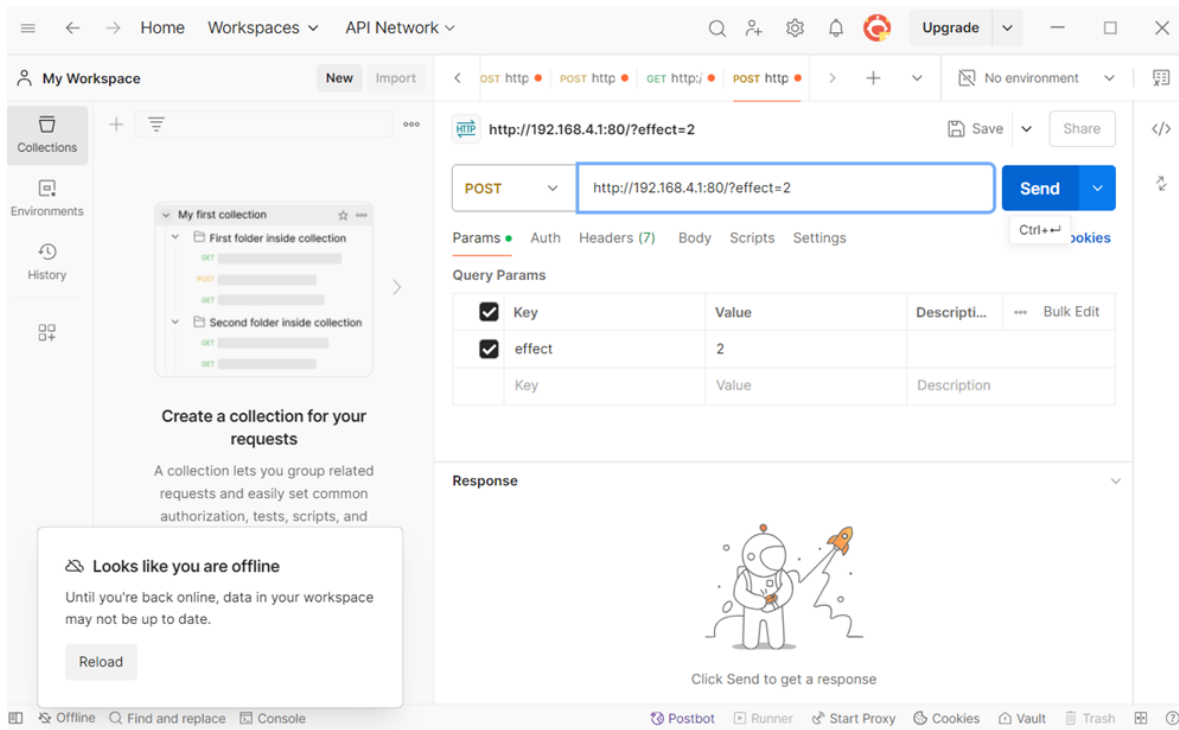 Home Workspaces API Network Upgrade
My Workspace New Import
OST http POST http GET http:/ POST http No environment
Collections
Environments
History
My first collection
First folder inside collection
GET
POST
GET
Second folder inside collection
GET
GET
Create a collection for your
requests
A collection lets you group related
requests and easily set common
authorization, tests, scripts, and
Looks like you are offline
Until you're back online, data in your workspace
may not be up to date.
Reload
HTTP http://192.168.4.1:80/?effect=2 Save Share </>
POST http://192.168.4.1:80/?effect=2 Send
Ctrl+↵
Params Auth Headers (7) Body Scripts Settings ookies
Query Params
Key Value Descripti... Bulk Edit
effect 2
Key Value Description
Response
Click Send to get a response
Offline Find and replace Console Postbot Runner Start Proxy Cookies Vault Trash